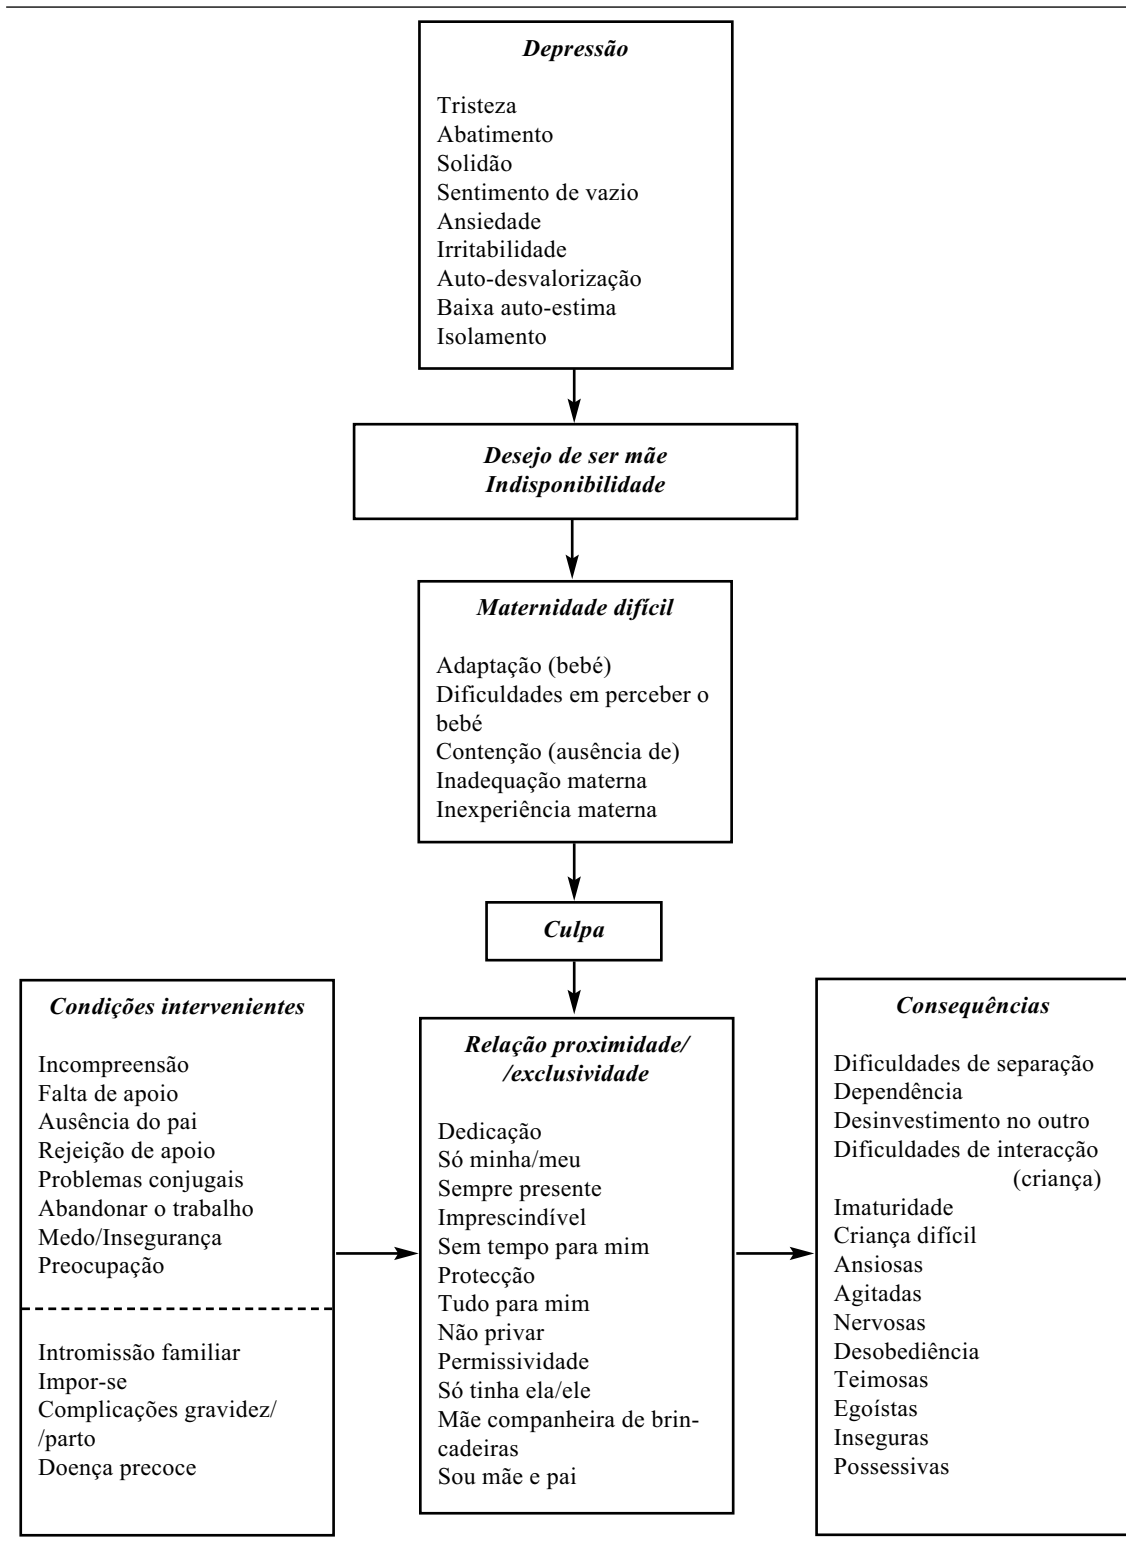 Depressão
Tristeza
Abatimento
Solidão
Sentimento de vazio
Ansiedade
Irritabilidade
Auto-desvalorização
Baixa auto-estima
Isolamento
Desejo de ser mãe
Indisponibilidade
Maternidade difícil
Adaptação (bebé)
Dificuldades em perceber o
bebé
Contenção (ausência de)
Inadequação materna
Inexperiência materna
Culpa
Condições intervenientes
Incompreensão
Falta de apoio
Ausência do pai
Rejeição de apoio
Problemas conjugais
Abandonar o trabalho
Medo/Insegurança
Preocupação
Intromissão familiar
Impor-se
Complicações gravidez/
/parto
Doença precoce
Relação proximidade/
/exclusividade
Dedicação
Só minha/meu
Sempre presente
Imprescindível
Sem tempo para mim
Protecção
Tudo para mim
Não privar
Permissividade
Só tinha ela/ele
Mãe companheira de brin-
cadeiras
Sou mãe e pai
Consequências
Dificuldades de separação
Dependência
Desinvestimento no outro
Dificuldades de interacção
(criança)
Imaturidade
Criança difícil
Ansiosas
Agitadas
Nervosas
Desobediência
Teimosas
Egoístas
Inseguras
Possessivas